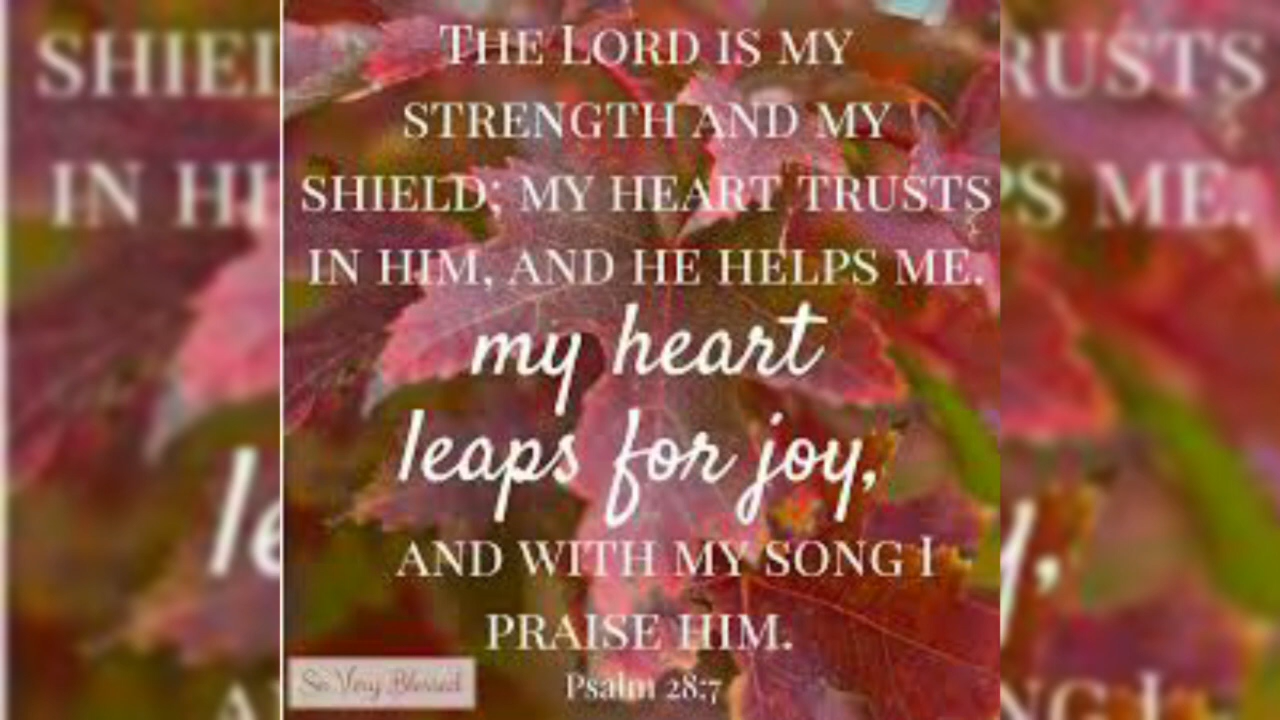 THE LORD IS MY
STRENGTH AND MY
SHIELD; MY HEART TRUSTS
IN HIM, AND HE HELPS ME.
my heart
leaps for joy,
AND WITH MY SONG I
PRAISE HIM.
So Very Blessed
Psalm 28:7